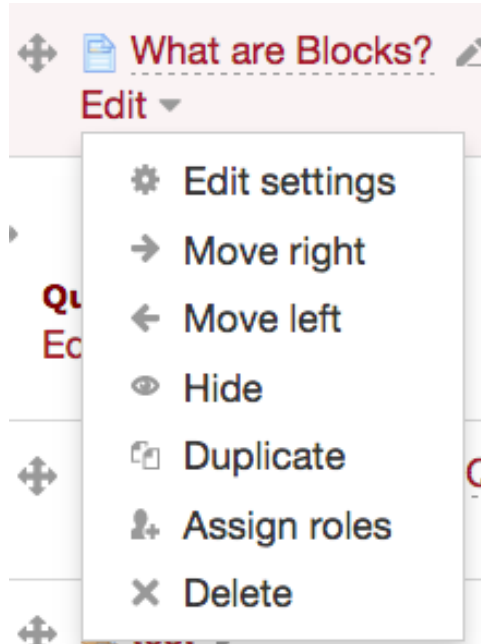 What are Blocks?
Edit
Edit settings
Move right
Move left
Hide
Duplicate
Assign roles
Delete